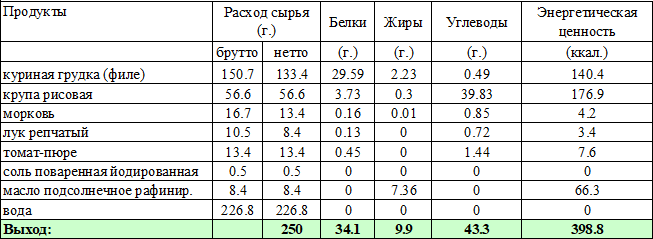 Продукты Расход сырья Белки Жиры Углеводы Энергетическая
(г.) ценность
брутто нетто (г.) (г.) (г.) (ккал.)
куриная грудка (филе) 150.7 133.4 29.59 2.23 0.49 140.4
крупа рисовая 56.6 56.6 3.73 0.3 39.83 176.9
морковь 16.7 13.4 0.16 0.01 0.85 4.2
лук репчатый 10.5 8.4 0.13 0 0.72 3.4
томат-пюре 13.4 13.4 0.45 0 1.44 7.6
соль поваренная йодированная 0.5 0.5 0 0 0 0
масло подсолнечное рафинир. 8.4 8.4 0 7.36 0 66.3
вода 226.8 226.8 0 0 0 0
Выход: 250 34.1 9.9 43.3 398.8